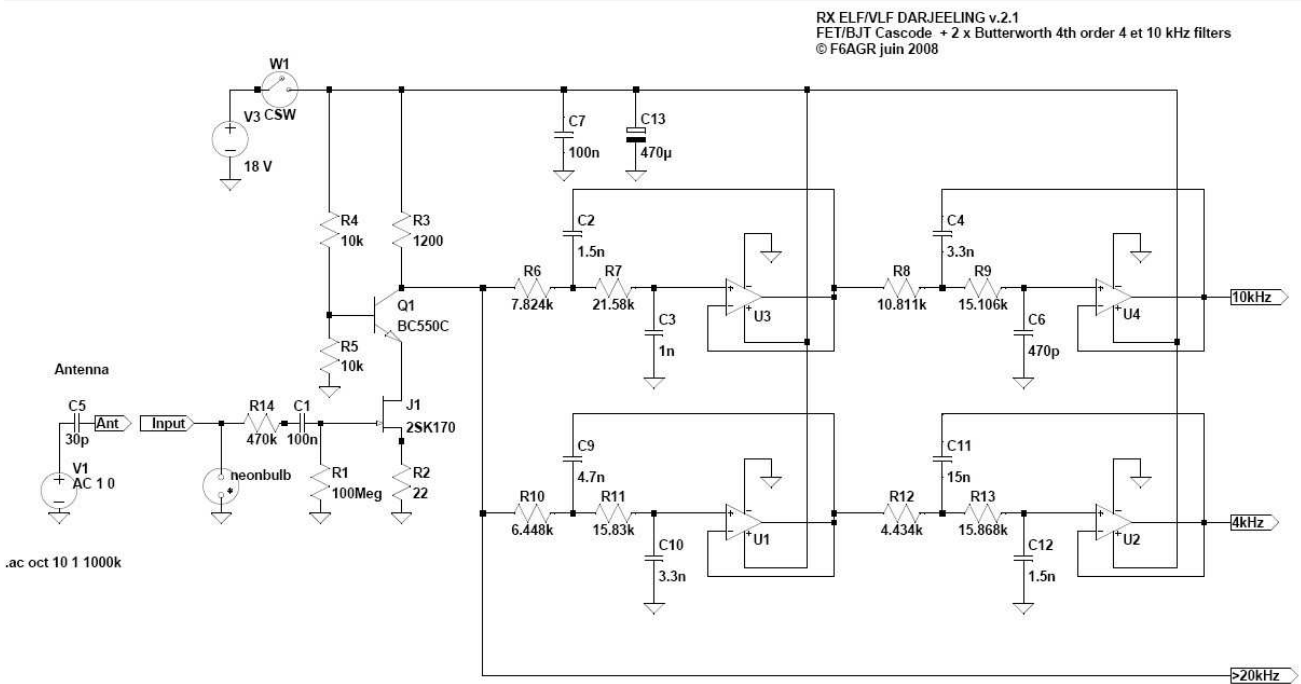 RX ELF/VLF DARJEELING v.2.1
FET/BJT Cascode + 2 x Butterworth 4th order 4 et 10 kHz filters
© F6AGR juin 2008
W1
V3 CSW
18 V
C7
100n
C13
470µ
R4
10k
R3
1200
C2
1.5n
C4
3.3n
R6
7.824k
R7
21.58k
R8
10.811k
R9
15.106k
Q1
BC550C
U3
U4
10kHz
C3
1n
C6
470p
R5
10k
Antenna
C5
30p
Ant
Input
R14
470k
C1
100n
J1
2SK170
V1
AC 1 0
neonbulb
R1
100Meg
R2
22
C9
4.7n
C11
15n
R10
6.448k
R11
15.83k
R12
4.434k
R13
15.868k
U1
U2
4kHz
C10
3.3n
C12
1.5n
.ac oct 10 1 1000k
>20kHz